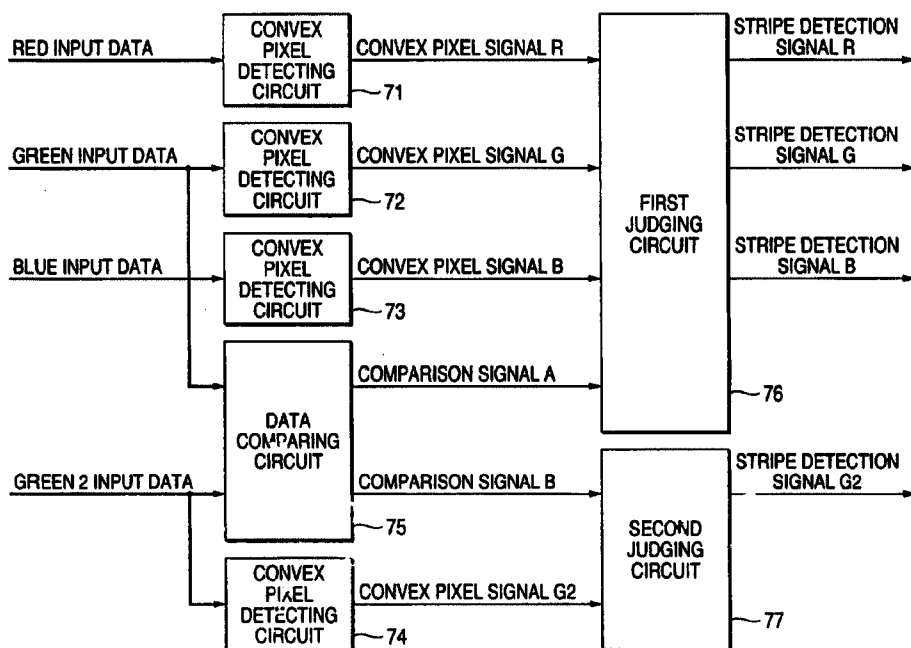 RED INPUT DATA
CONVEX
PIXEL
DETECTING
CIRCUIT
71
CONVEX PIXEL SIGNAL R
STRIPE DETECTION
SIGNAL R
GREEN INPUT DATA
CONVEX
PIXEL
DETECTING
CIRCUIT
72
CONVEX PIXEL SIGNAL G
FIRST
JUDGING
CIRCUIT
76
STRIPE DETECTION
SIGNAL G
BLUE INPUT DATA
CONVEX
PIXEL
DETECTING
CIRCUIT
73
CONVEX PIXEL SIGNAL B
STRIPE DETECTION
SIGNAL B
COMPARISON SIGNAL A
DATA
COMPARING
CIRCUIT
75
GREEN 2 INPUT DATA
COMPARISON SIGNAL B
STRIPE DETECTION
SIGNAL G2
SECOND
JUDGING
CIRCUIT
77
CONVEX
PIXEL
DETECTING
CIRCUIT
74
CONVEX PIXEL SIGNAL G2